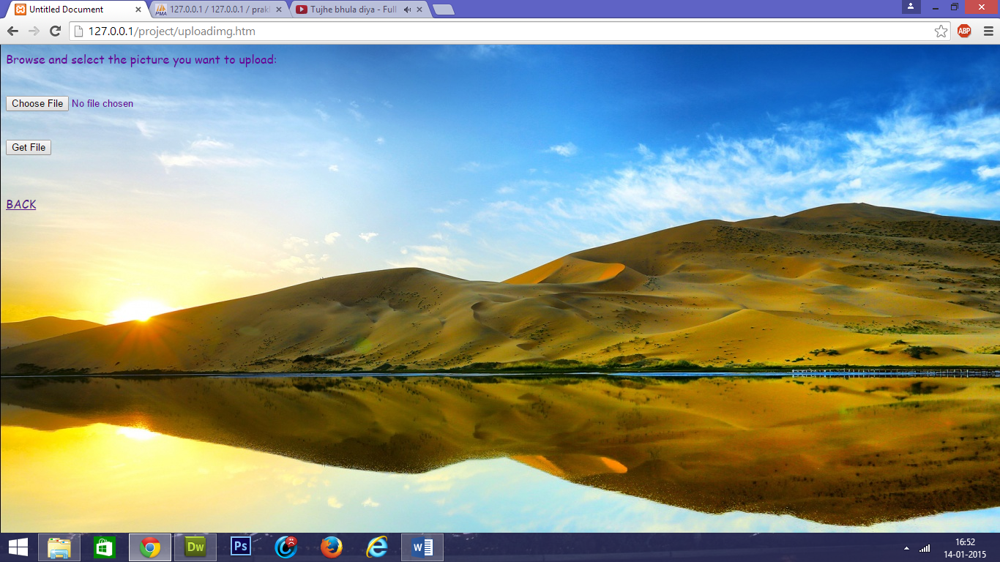 Untitled Document
PMA
127.0.0.1 / 127.0.0.1 / prakl
Tujhe bhula diya - Full
127.0.0.1/project/uploadimg.htm
ABP
Browse and select the picture you want to upload:
Choose File No file chosen
Get File
BACK
Dw
Ps
W
16:52
14-01-2015